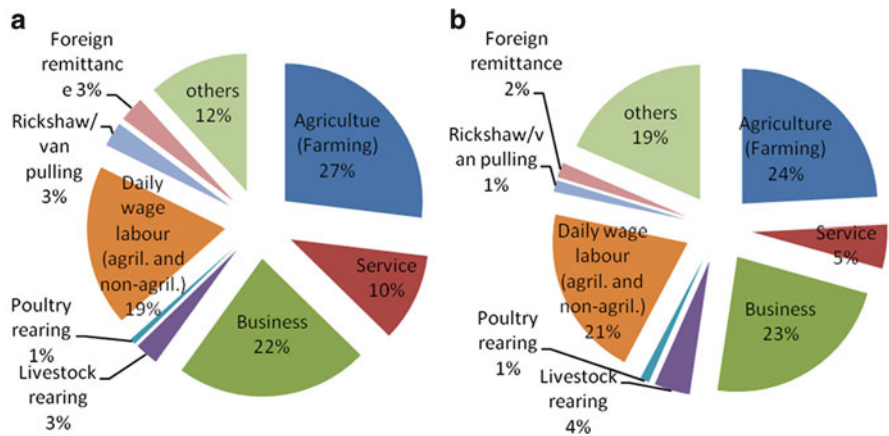 a
Foreign
remittanc
e 3%
Rickshaw/
van
pulling
3%
others
12%
Agricultue
(Farming)
27%
Daily
wage
labour
(agril. and
non-agril.)
19%
Service
10%
Poultry
rearing
1%
Livestock
rearing
3%
Business
22%
b
Foreign
remittance
2%
Rickshaw/v
an pulling
1%
others
19%
Agriculture
(Farming)
24%
Daily wage
labour
(agril. and
non-agril.)
21%
Service
5%
Poultry
rearing
1%
Livestock
rearing
4%
Business
23%